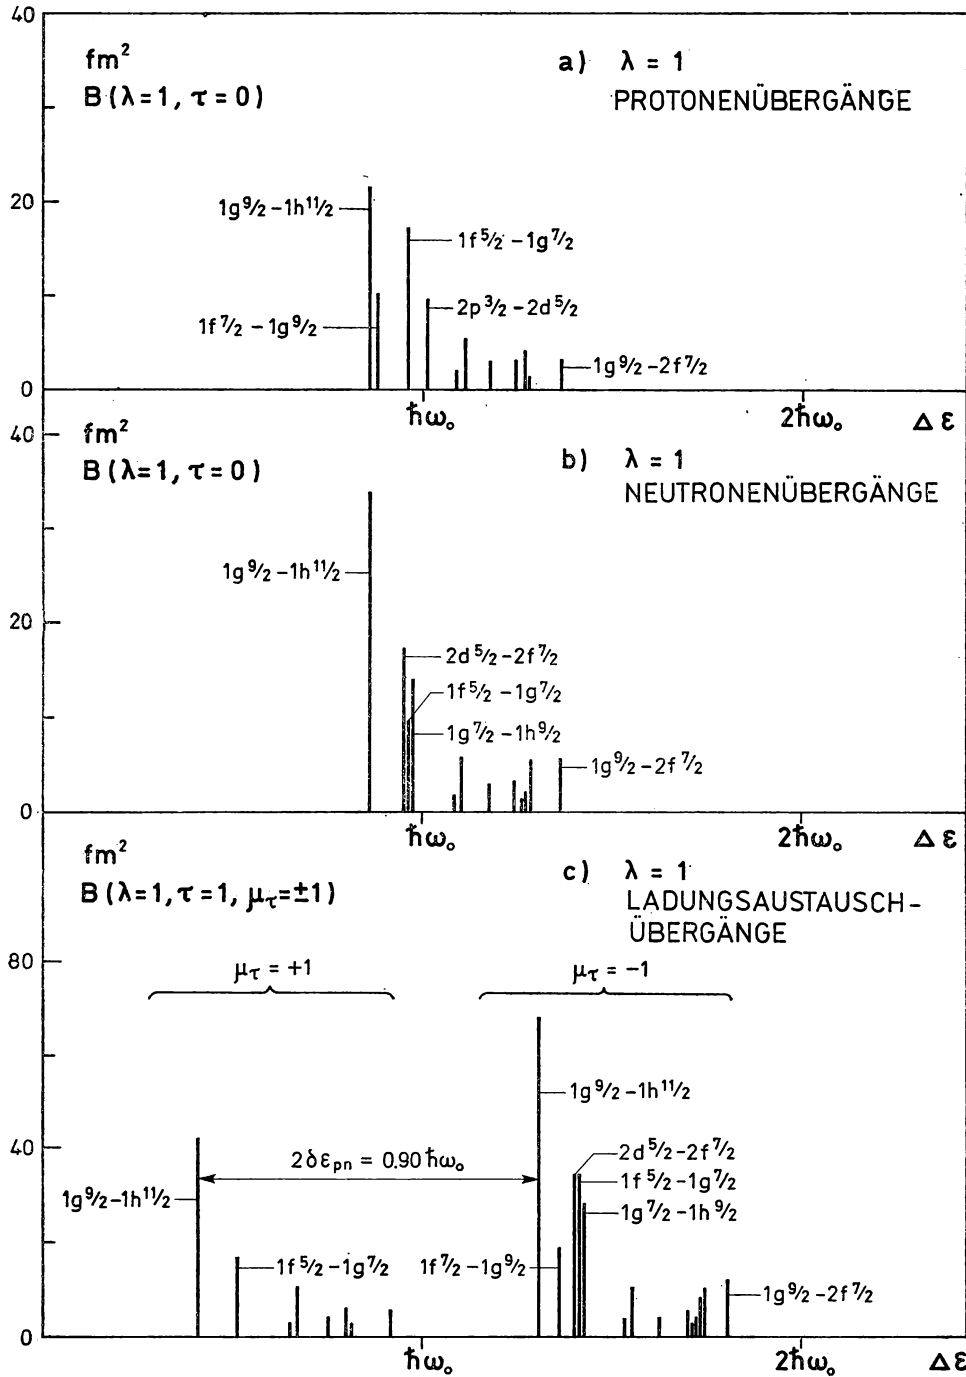 40
fm²
B (λ=1, τ=0)
a) λ = 1
PROTONENÜBERGÄNGE
20
1g 9/2 – 1h 11/2
1f 5/2 – 1g 7/2
1f 7/2 – 1g 9/2
2p 3/2 – 2d 5/2
1g 9/2 – 2f 7/2
0
ħω₀
2ħω₀
Δ ε
40
fm²
B (λ=1, τ=0)
b) λ = 1
NEUTRONENÜBERGÄNGE
1g 9/2 – 1h 11/2
20
2d 5/2 – 2f 7/2
1f 5/2 – 1g 7/2
1g 7/2 – 1h 9/2
1g 9/2 – 2f 7/2
0
ħω₀
2ħω₀
Δ ε
fm²
B (λ=1, τ=1, μτ=±1)
c) λ = 1
LADUNGSAUSTAUSCH-
ÜBERGÄNGE
80
μτ = +1
μτ = –1
1g 9/2 – 1h 11/2
40
2δεpn = 0.90 ħω₀
2d 5/2 – 2f 7/2
1f 5/2 – 1g 7/2
1g 9/2 – 1h 11/2
1g 7/2 – 1h 9/2
1f 5/2 – 1g 7/2
1f 7/2 – 1g 9/2
1g 9/2 – 2f 7/2
0
ħω₀
2ħω₀
Δ ε